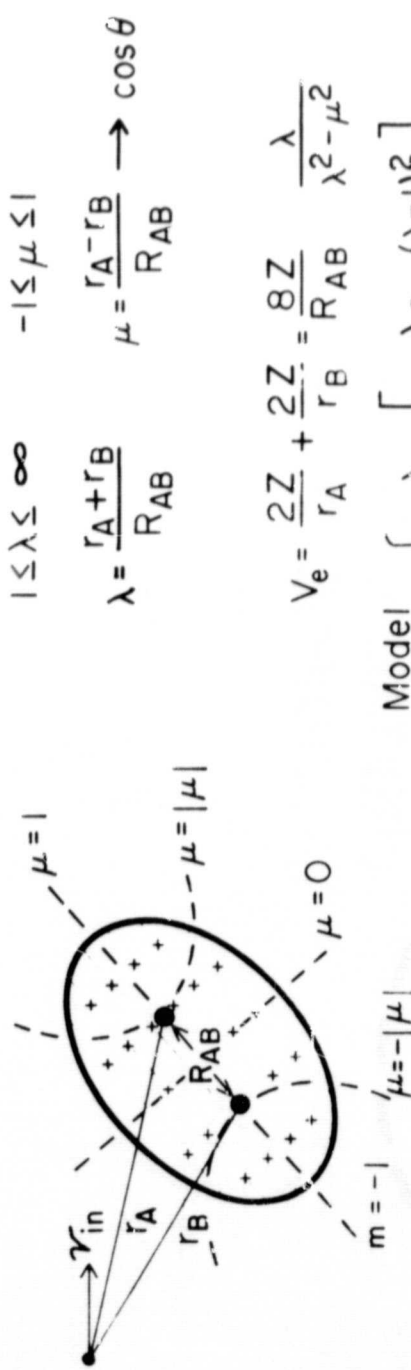 1 ≤ λ ≤ ∞   -1 ≤ μ ≤ 1
λ = (r_A + r_B)/R_AB   μ = (r_A - r_B)/R_AB → cos θ
V_e = 2Z/r_A + 2Z/r_B = 8Z/R_AB   λ/(λ² - μ²)
Model
v_in
r_A
r_B
R_AB
μ = 1
μ = |μ|
μ = 0
μ = -|μ|
m = -1